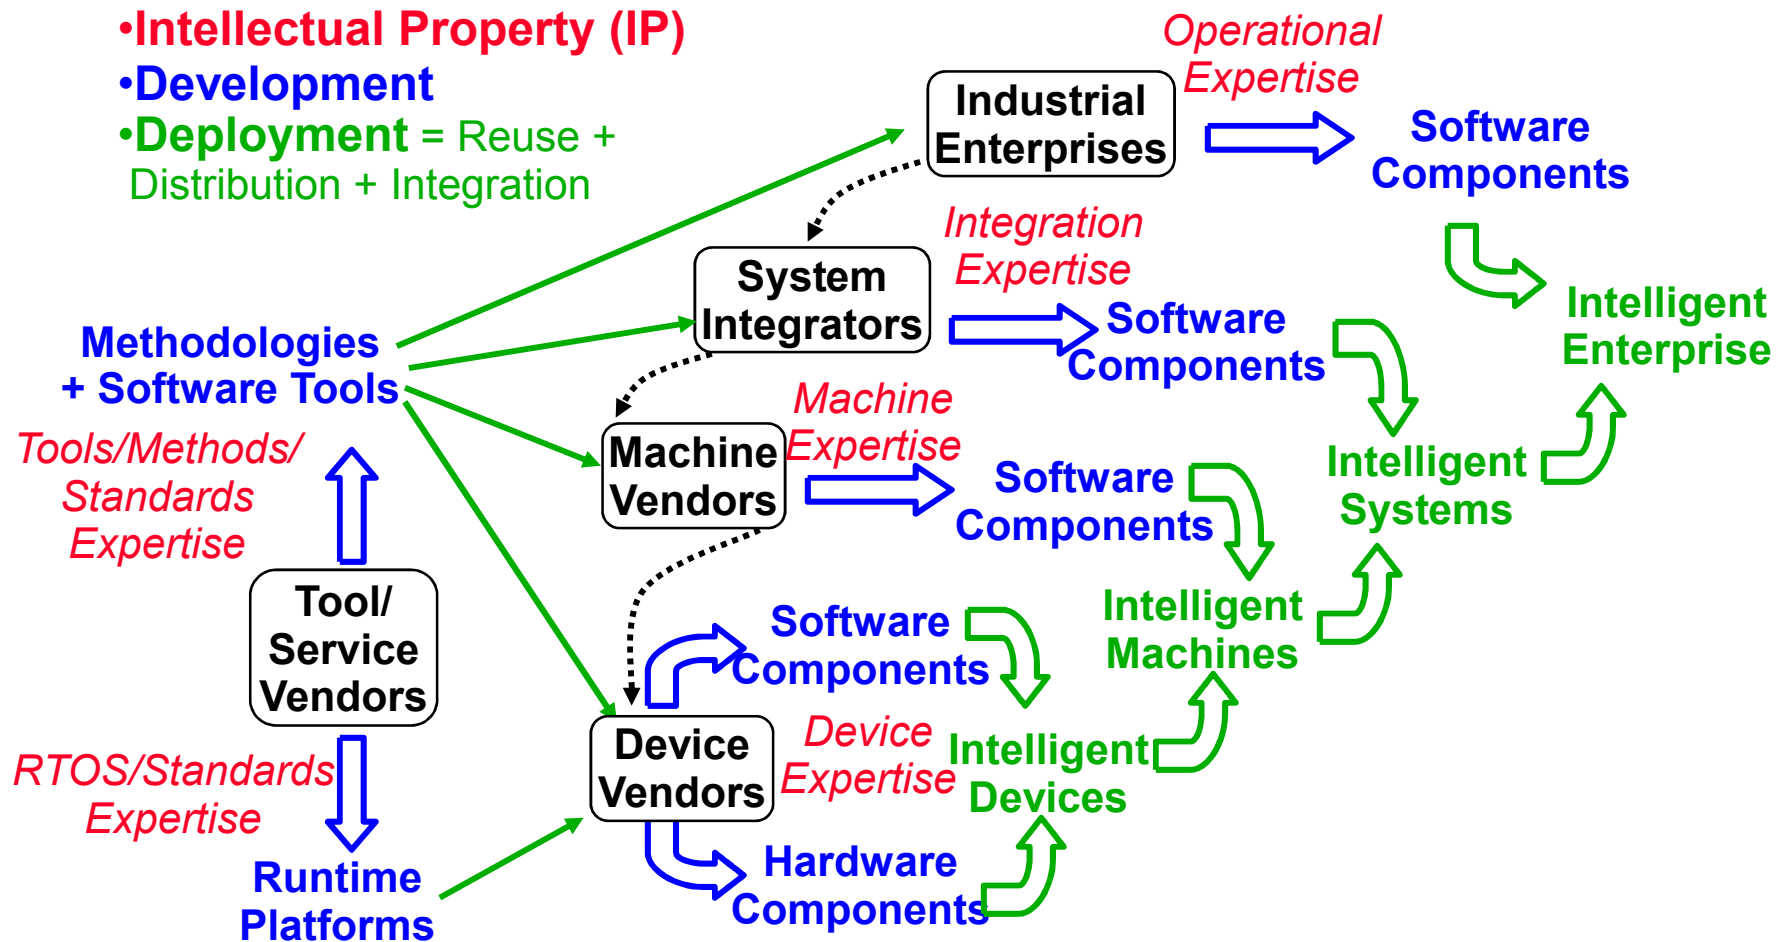 •Intellectual Property (IP)
•Development
•Deployment = Reuse +
Distribution + Integration
Operational
Expertise
Industrial
Enterprises
Software
Components
Integration
Expertise
System
Integrators
Software
Components
Intelligent
Enterprise
Methodologies
+ Software Tools
Machine
Expertise
Machine
Vendors
Software
Components
Intelligent
Systems
Tools/Methods/
Standards
Expertise
Tool/
Service
Vendors
Software
Components
Intelligent
Machines
RTOS/Standards
Expertise
Device
Vendors
Device
Expertise
Intelligent
Devices
Runtime
Platforms
Hardware
Components